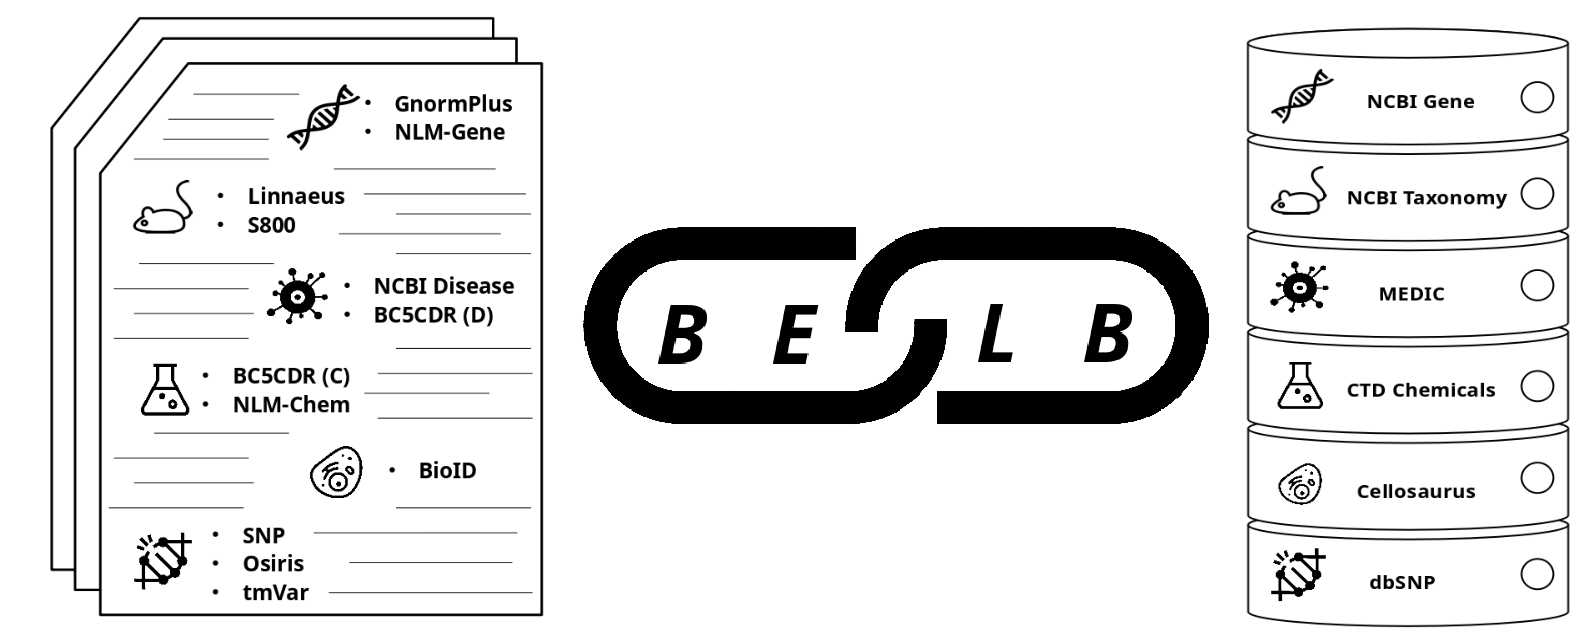 • GnormPlus
• NLM-Gene
• Linnaeus
• S800
• NCBI Disease
• BC5CDR (D)
• BC5CDR (C)
• NLM-Chem
• BioID
• SNP
• Osiris
• tmVar
B E L B
NCBI Gene
NCBI Taxonomy
MEDIC
CTD Chemicals
Cellosaurus
dbSNP